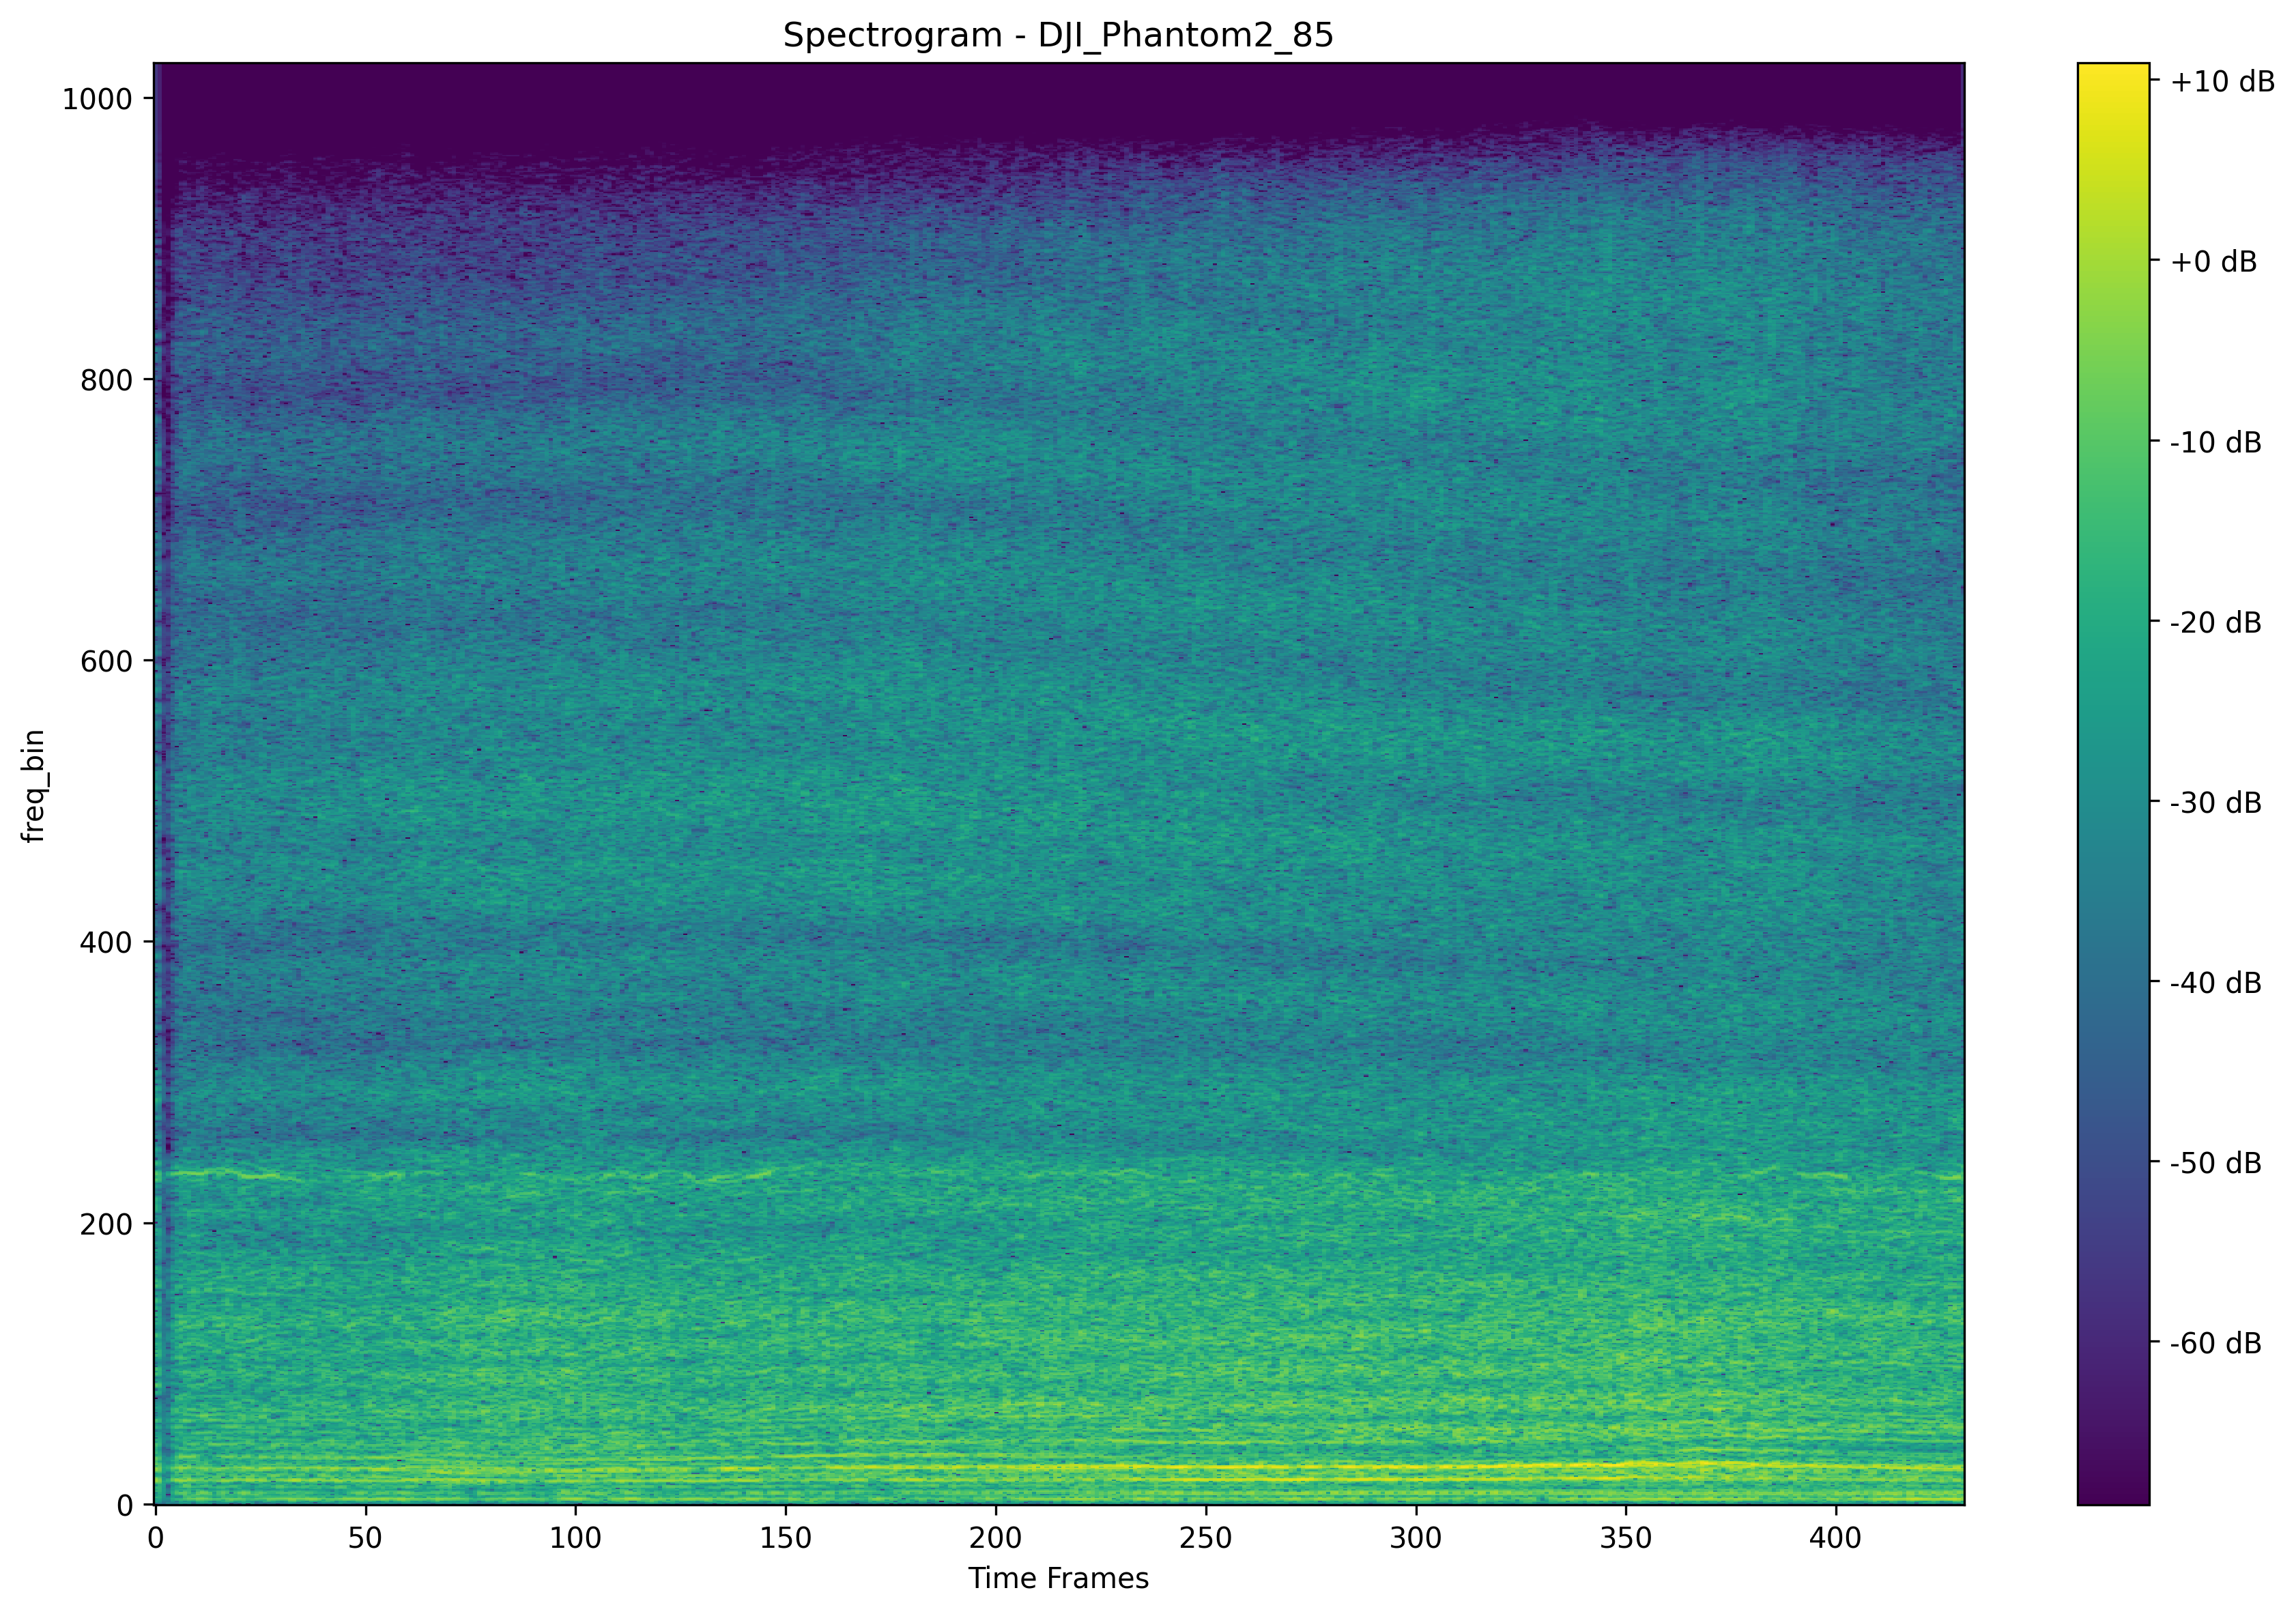 Spectrogram - DJI_Phantom2_85
1000
800
600
400
200
0
freq_bin
0 50 100 150 200 250 300 350 400
Time Frames
+10 dB
+0 dB
-10 dB
-20 dB
-30 dB
-40 dB
-50 dB
-60 dB